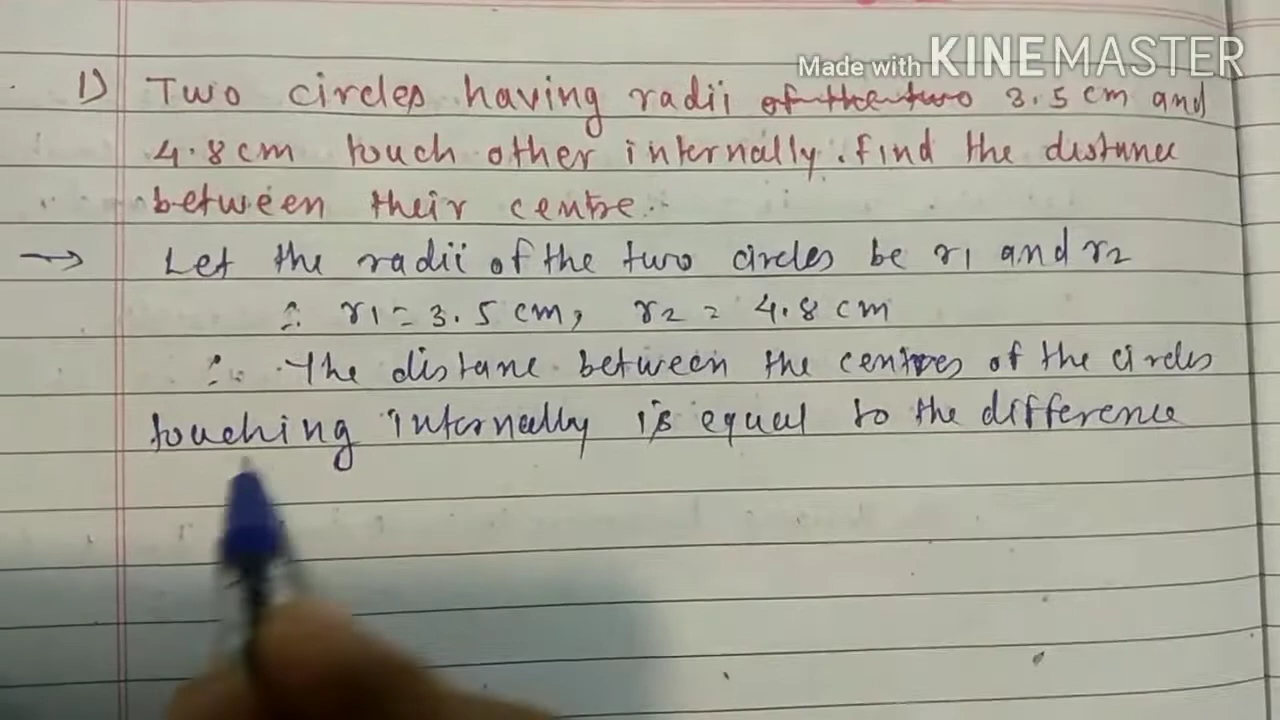 Made with KINEMASTER
1) Two circles having radii of the two 3.5 cm and
4.8cm touch other internally. find the distance
between their centre.
→ Let the radii of the two circles be r1 and r2
∴ r1 = 3.5 cm, r2 = 4.8 cm
∴ The distane between the centres of the circles
touching internally is equal to the difference